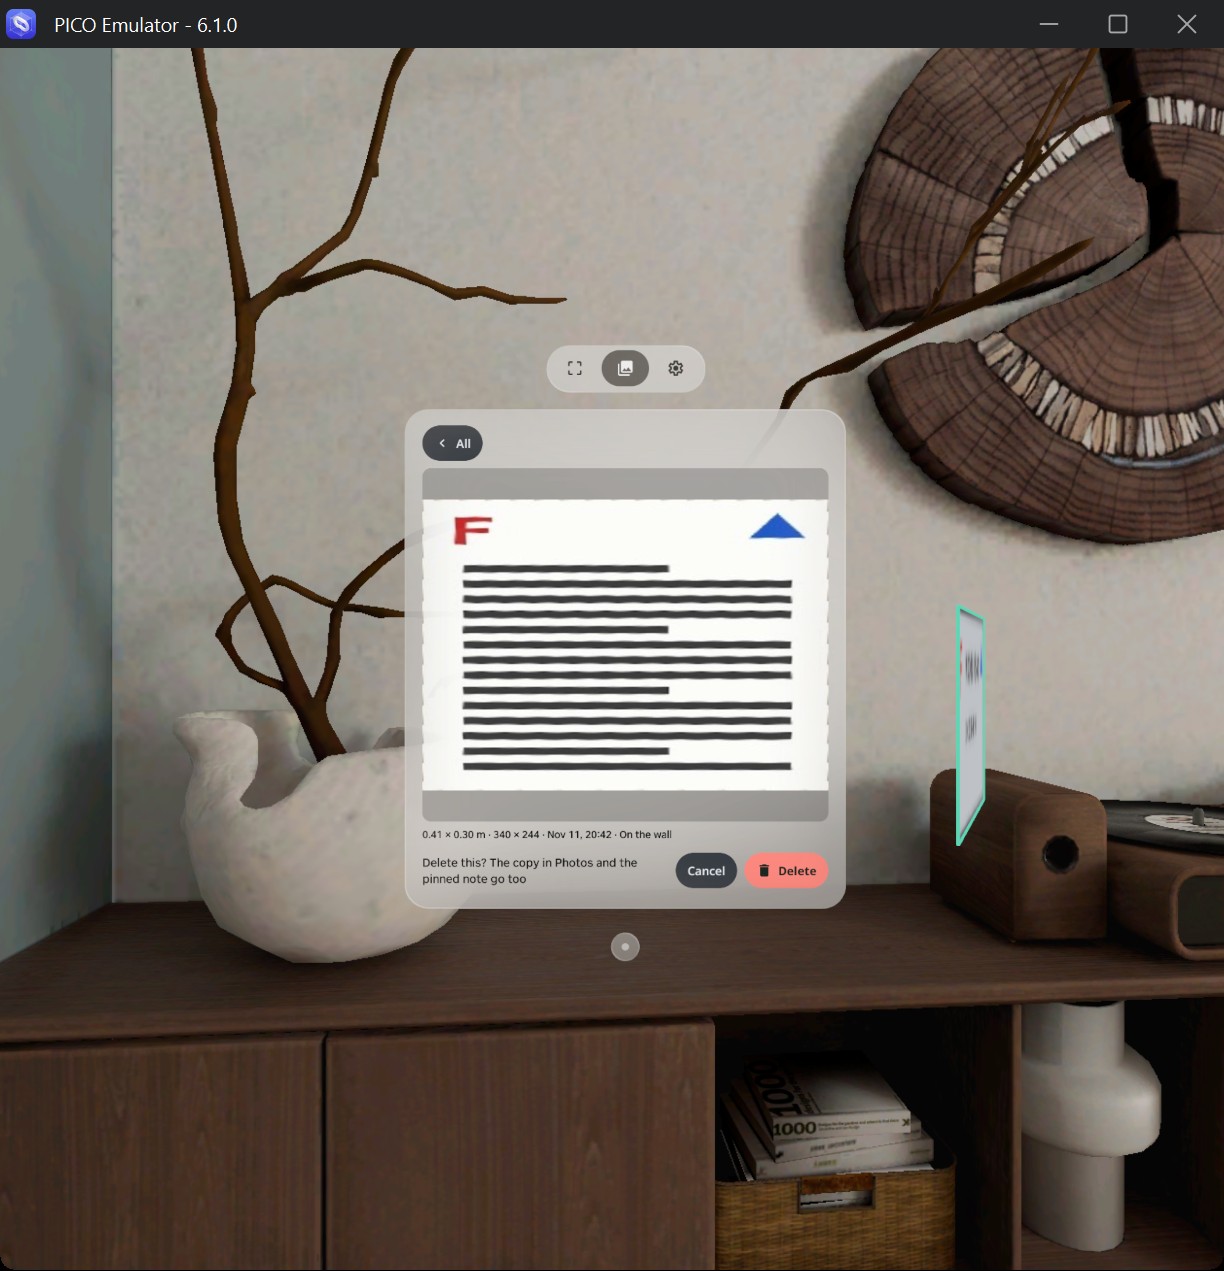 PICO Emulator - 6.1.0
All
F
0.41 × 0.30 m · 340 × 244 · Nov 11, 20:42 · On the wall
Delete this? The copy in Photos and the
pinned note go too
Cancel
Delete
1000
1000